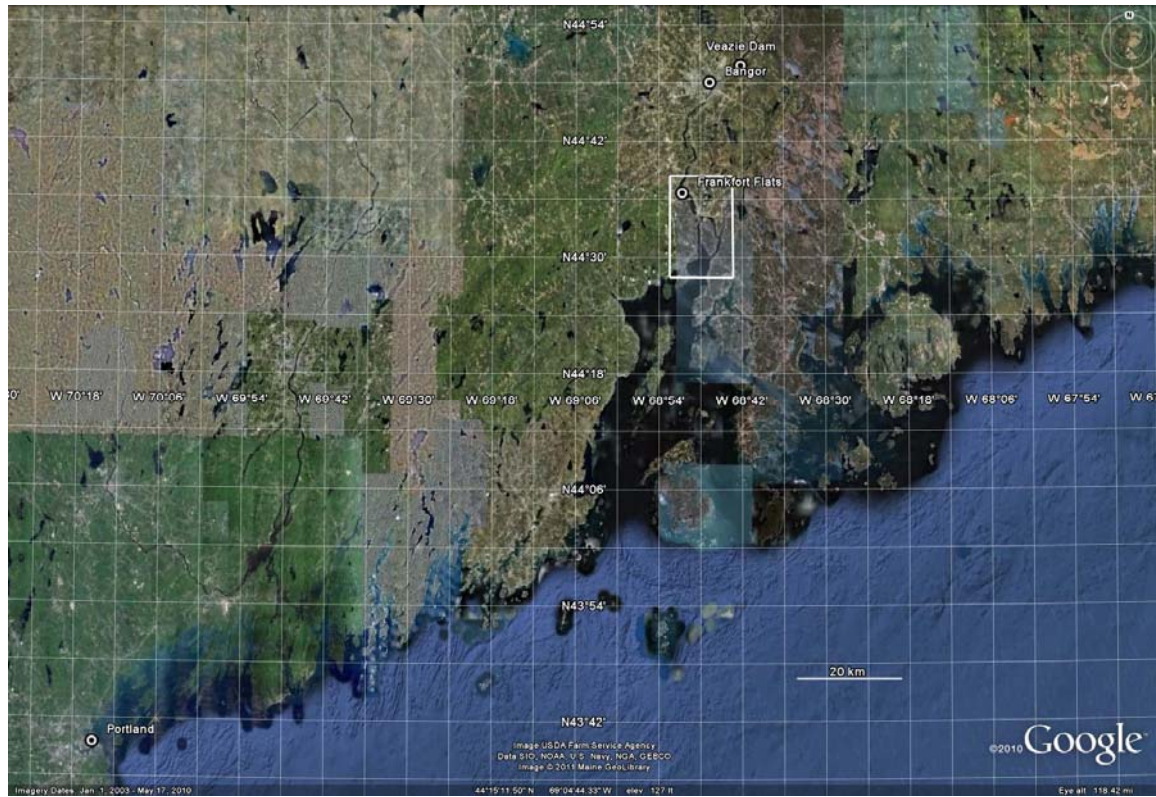 N44°54'
N
Veazie Dam
Bangor
N44°42'
Frankfort Flats
N44°30'
N44°18'
30' W 70°18' W 70°06' W 69°54' W 69°42' W 69°30' W 69°18' W 69°06' W 68°54' W 68°42' W 68°30' W 68°18' W 68°06' W 67°54' W 67
N44°06'
N43°54'
20 km
N43°42'
Portland
Image USDA Farm Service Agency
Data SIO, NOAA, U.S. Navy, NGA, GEBCO
Image © 2011 Maine GeoLibrary
©2010 Google
Imagery Dates: Jan 1, 2003 - May 17, 2010 44°15'11.50" N 69°04'44.33" W elev 127 ft Eye alt 118.42 mi